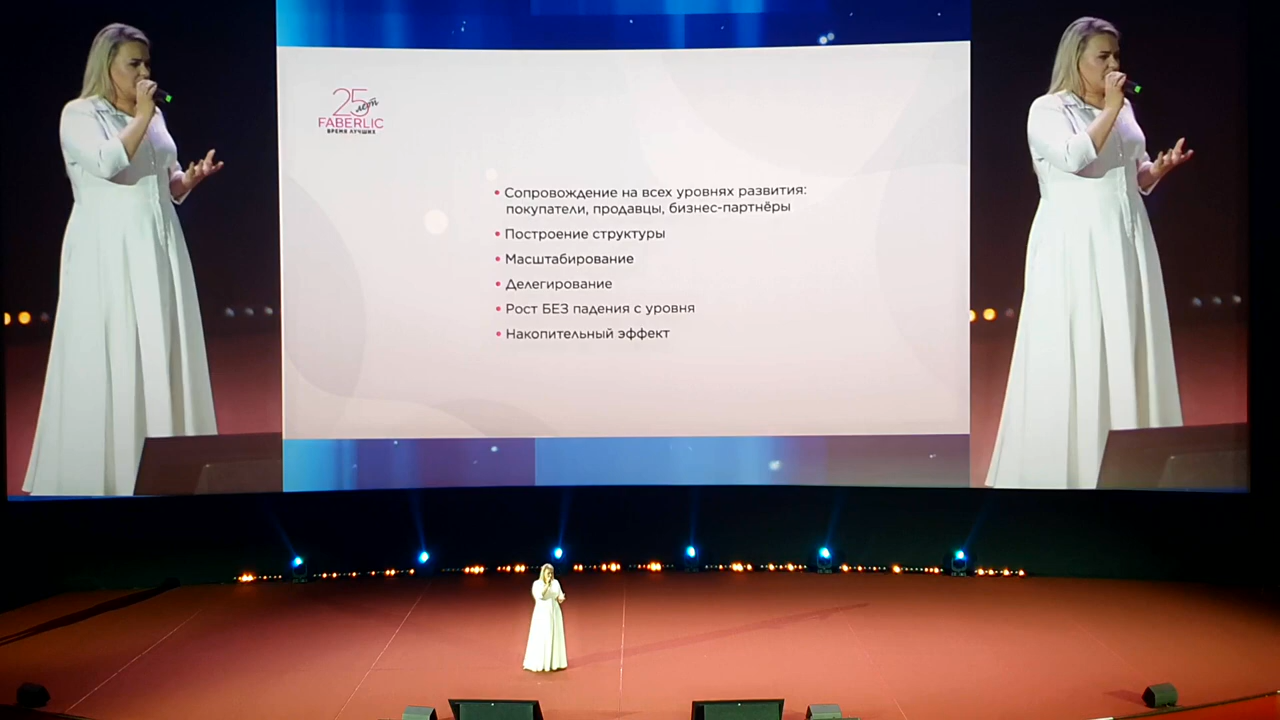 25
лет
FABERLIC
ВРЕМЯ ЛУЧШИХ
• Сопровождение на всех уровнях развития:
покупатели, продавцы, бизнес-партнёры
• Построение структуры
• Масштабирование
• Делегирование
• Рост БЕЗ падения с уровня
• Накопительный эффект